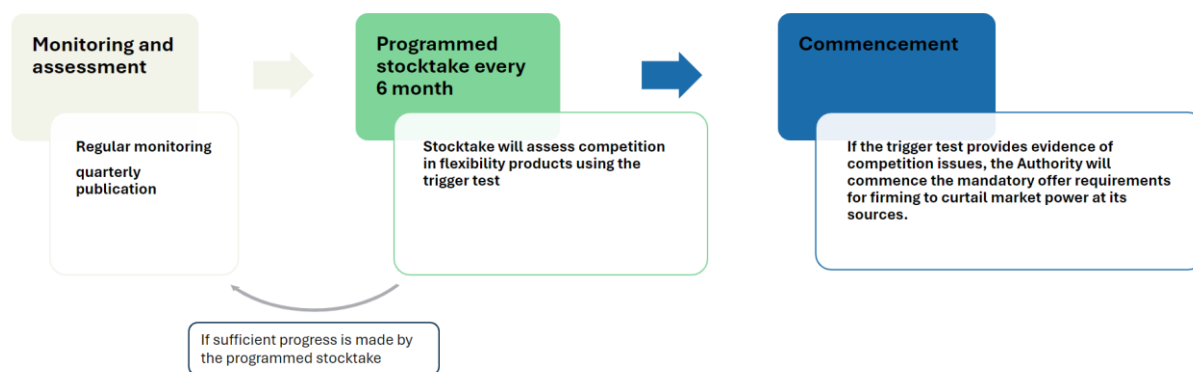 Monitoring and
assessment
Programmed
stocktake every
6 month
Commencement
Regular monitoring
quarterly
publication
Stocktake will assess competition
in flexibility products using the
trigger test
If the trigger test provides evidence of
competition issues, the Authority will
commence the mandatory offer requirements
for firming to curtail market power at its
sources.
If sufficient progress is made by
the programmed stocktake